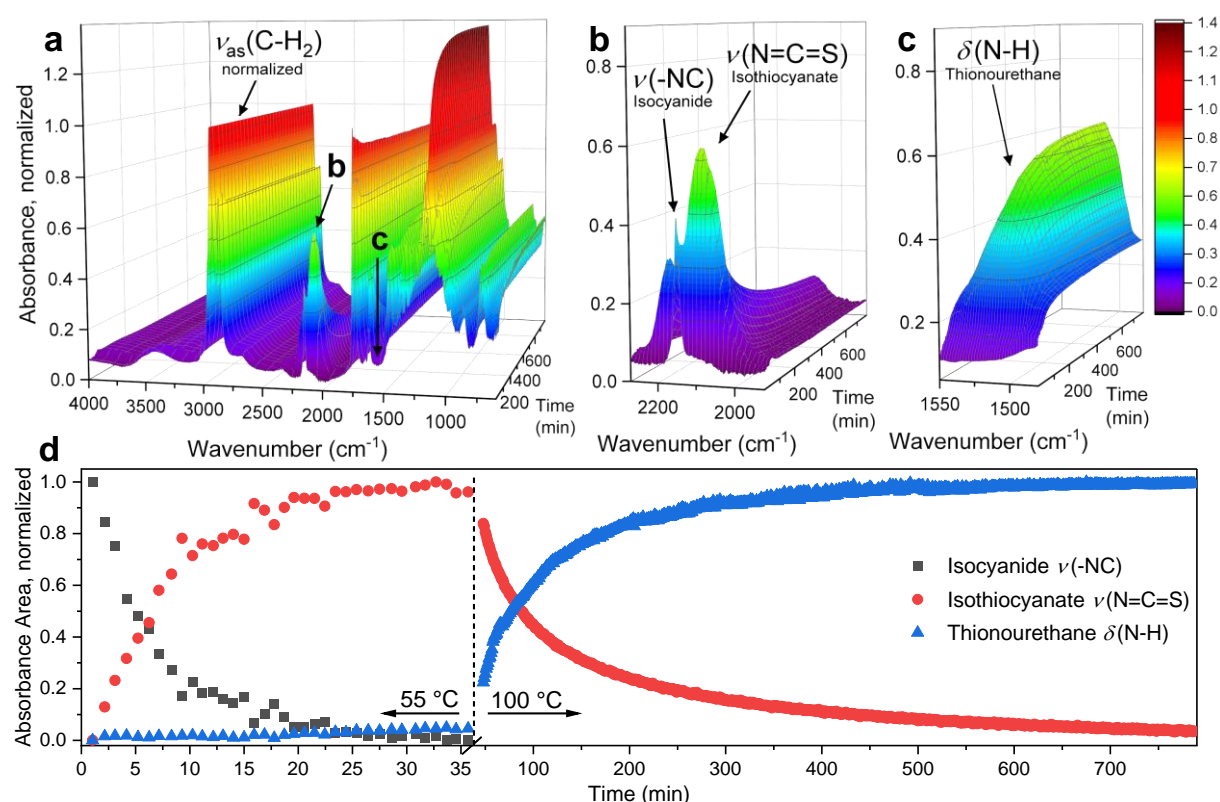 a
νas(C-H2)
normalized
b
c
Absorbance, normalized
1.2
1.0
0.8
0.6
0.4
0.2
0.0
4000 3500 3000 2500 2000 1500 1000
200 400 600
Time
(min)
Wavenumber (cm-1)
b
ν(N=C=S)
Isothiocyanate
ν(-NC)
Isocyanide
0.8
0.6
0.4
0.2
0.0
2200 2000
200 400 600
Time
(min)
Wavenumber (cm-1)
c
δ(N-H)
Thionourethane
0.8
0.6
0.4
0.2
1550 1500
200 400 600
Time
(min)
Wavenumber (cm-1)
1.4
1.3
1.2
1.1
1.0
0.9
0.8
0.7
0.6
0.5
0.4
0.3
0.2
0.1
0.0
d
Absorbance Area, normalized
1.0
0.8
0.6
0.4
0.2
0.0
Isocyanide ν(-NC)
Isothiocyanate ν(N=C=S)
Thionourethane δ(N-H)
55 °C 100 °C
0 5 10 15 20 25 30 35 100 200 300 400 500 600 700
Time (min)